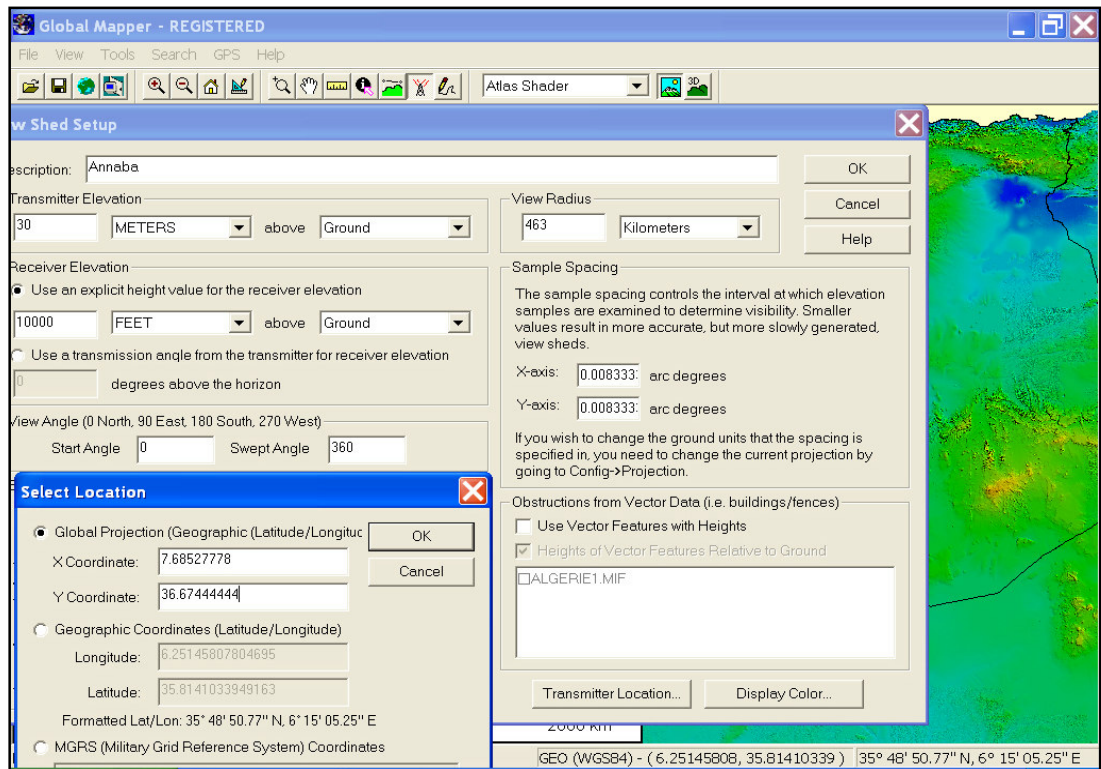 Global Mapper - REGISTERED
File View Tools Search GPS Help
Atlas Shader
3D
w Shed Setup
escription: Annaba
OK
Cancel
Help
Transmitter Elevation
30 METERS above Ground
View Radius
463 Kilometers
Receiver Elevation
Use an explicit height value for the receiver elevation
10000 FEET above Ground
Use a transmission angle from the transmitter for receiver elevation
0 degrees above the horizon
View Angle (0 North, 90 East, 180 South, 270 West)
Start Angle 0 Swept Angle 360
Sample Spacing
The sample spacing controls the interval at which elevation
samples are examined to determine visibility. Smaller
values result in more accurate, but more slowly generated,
view sheds.
X-axis: 0.008333 arc degrees
Y-axis: 0.008333 arc degrees
If you wish to change the ground units that the spacing is
specified in, you need to change the current projection by
going to Config->Projection.
Obstructions from Vector Data (i.e. buildings/fences)
Use Vector Features with Heights
Heights of Vector Features Relative to Ground
ALGERIE1.MIF
Transmitter Location... Display Color...
Select Location
Global Projection (Geographic (Latitude/Longituc
OK
Cancel
X Coordinate: 7.68527778
Y Coordinate: 36.67444444
Geographic Coordinates (Latitude/Longitude)
Longitude: 6.25145807804695
Latitude: 35.8141033949163
Formatted Lat/Lon: 35° 48' 50.77" N, 6° 15' 05.25" E
MGRS (Military Grid Reference System) Coordinates
2000 km
GEO (WGS84) - ( 6.25145808, 35.81410339 ) 35° 48' 50.77" N, 6° 15' 05.25" E